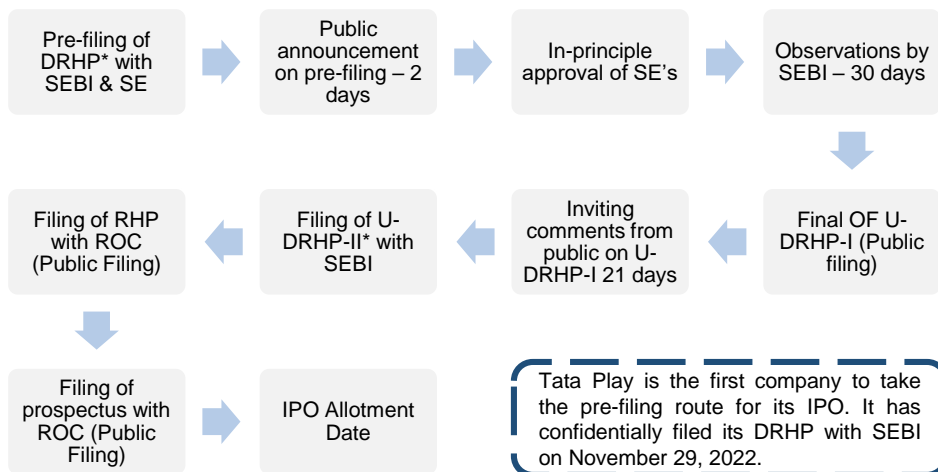 Pre-filing of
DRHP* with
SEBI & SE
Public
announcement
on pre-filing – 2
days
In-principle
approval of SE's
Observations by
SEBI – 30 days
Final OF U-
DRHP-I (Public
filing)
Inviting
comments from
public on U-
DRHP-I 21 days
Filing of U-
DRHP-II* with
SEBI
Filing of RHP
with ROC
(Public Filing)
Filing of
prospectus with
ROC (Public
Filing)
IPO Allotment
Date
Tata Play is the first company to take
the pre-filing route for its IPO. It has
confidentially filed its DRHP with SEBI
on November 29, 2022.